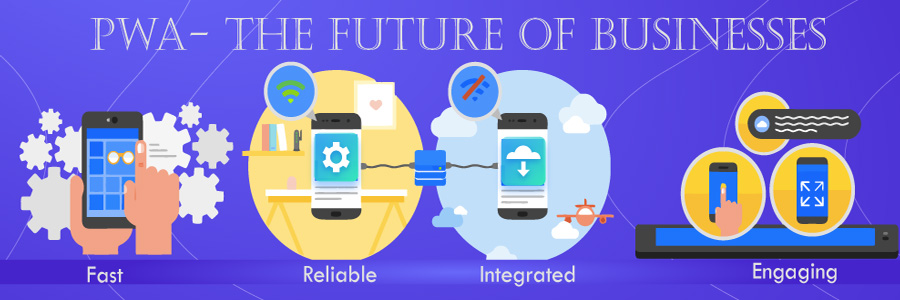 PWA- THE FUTURE OF BUSINESSES
Fast
Reliable
Integrated
Engaging